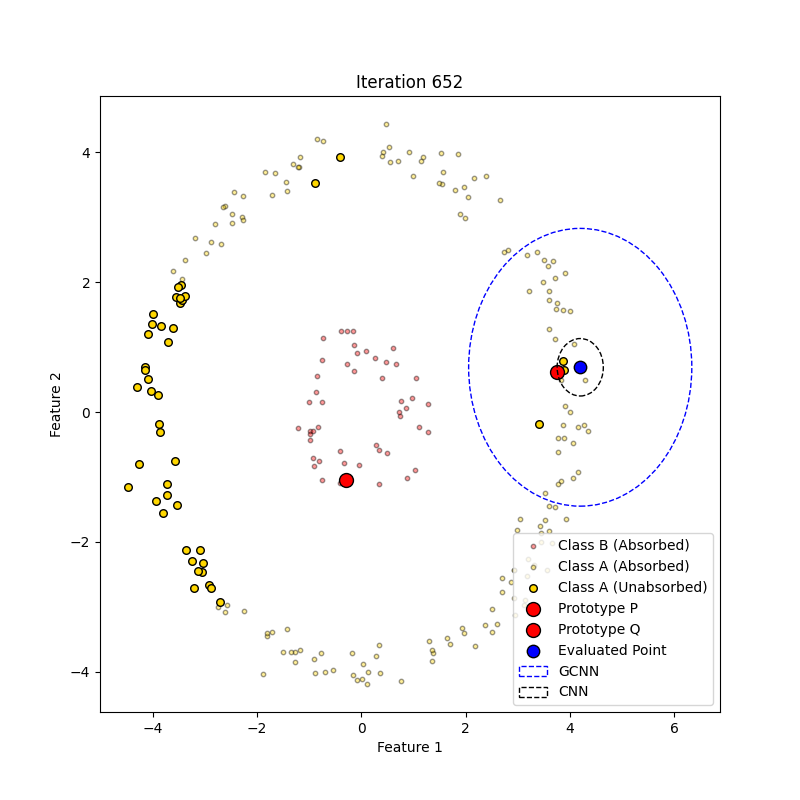 Iteration 652
Feature 2
4
2
0
−2
−4
−4
−2
0
2
4
6
Feature 1
Class B (Absorbed)
Class A (Absorbed)
Class A (Unabsorbed)
Prototype P
Prototype Q
Evaluated Point
GCNN
CNN